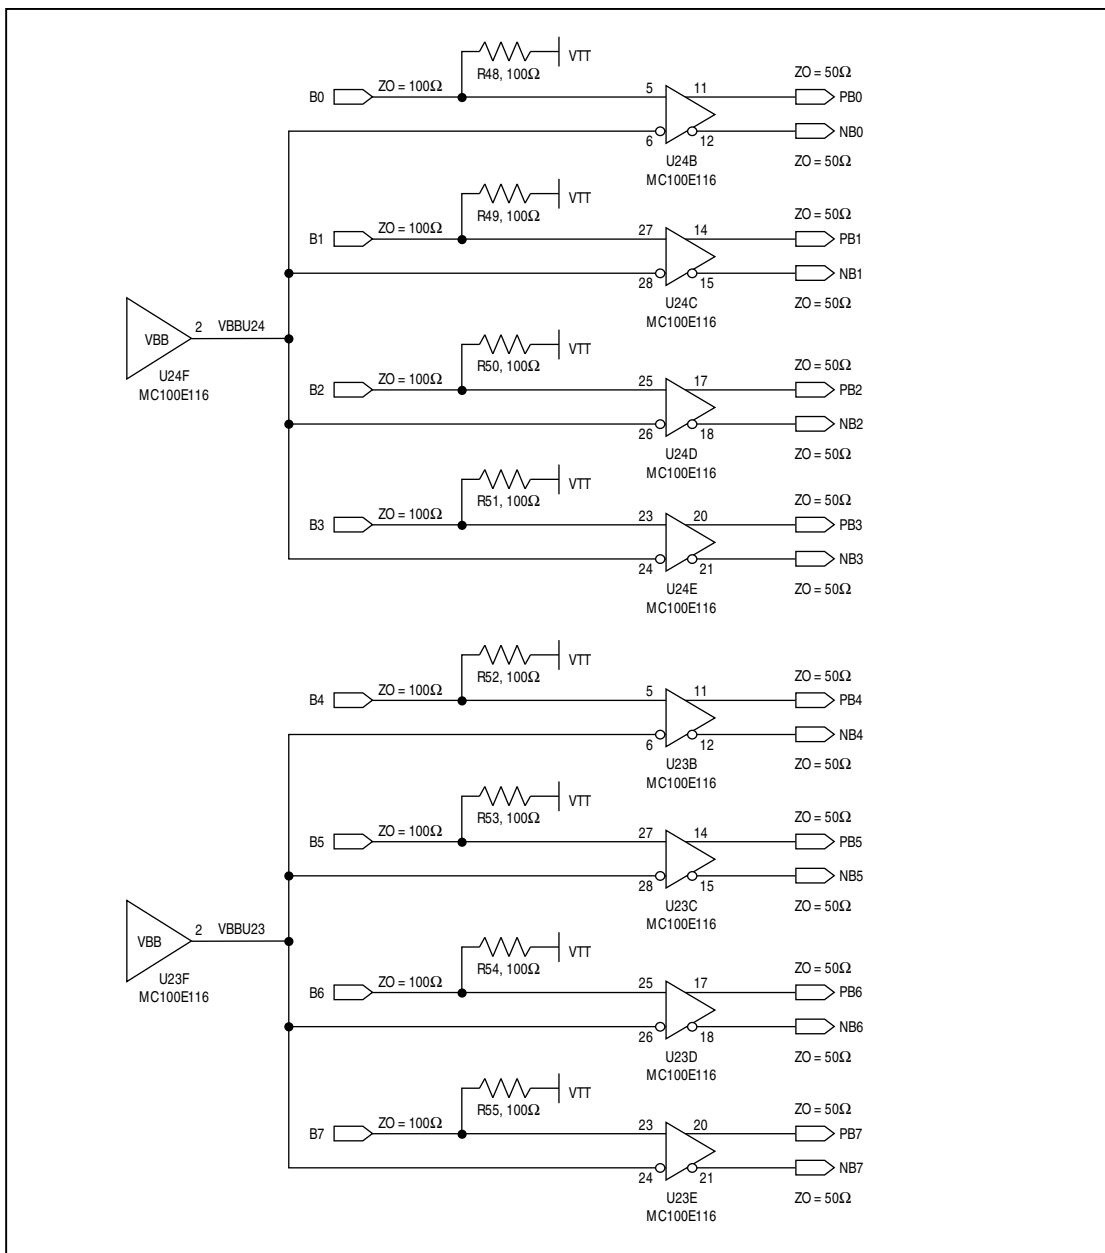 VTT
R48, 100Ω
B0
ZO = 100Ω
5
11
ZO = 50Ω
PB0
6
12
NB0
U24B
MC100E116
ZO = 50Ω
VTT
R49, 100Ω
B1
ZO = 100Ω
27
14
ZO = 50Ω
PB1
28
15
NB1
U24C
MC100E116
ZO = 50Ω
VBB
2
VBBU24
U24F
MC100E116
VTT
R50, 100Ω
B2
ZO = 100Ω
25
17
ZO = 50Ω
PB2
26
18
NB2
U24D
MC100E116
ZO = 50Ω
VTT
R51, 100Ω
B3
ZO = 100Ω
23
20
ZO = 50Ω
PB3
24
21
NB3
U24E
MC100E116
ZO = 50Ω
VTT
R52, 100Ω
B4
ZO = 100Ω
5
11
ZO = 50Ω
PB4
6
12
NB4
U23B
MC100E116
ZO = 50Ω
VTT
R53, 100Ω
B5
ZO = 100Ω
27
14
ZO = 50Ω
PB5
28
15
NB5
U23C
MC100E116
ZO = 50Ω
VBB
2
VBBU23
U23F
MC100E116
VTT
R54, 100Ω
B6
ZO = 100Ω
25
17
ZO = 50Ω
PB6
26
18
NB6
U23D
MC100E116
ZO = 50Ω
VTT
R55, 100Ω
B7
ZO = 100Ω
23
20
ZO = 50Ω
PB7
24
21
NB7
U23E
MC100E116
ZO = 50Ω